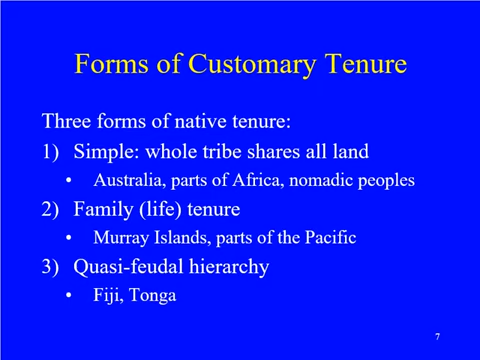 Forms of Customary Tenure
Three forms of native tenure:
1) Simple: whole tribe shares all land
• Australia, parts of Africa, nomadic peoples
2) Family (life) tenure
• Murray Islands, parts of the Pacific
3) Quasi-feudal hierarchy
• Fiji, Tonga
7